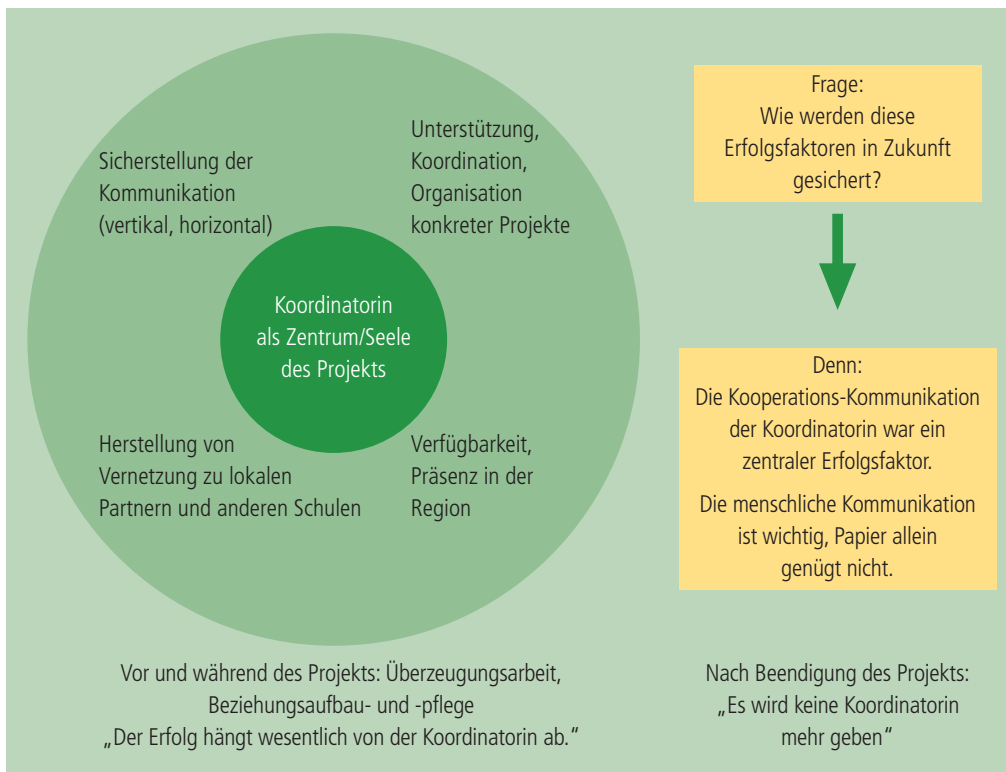 Sicherstellung der
Kommunikation
(vertikal, horizontal)
Unterstützung,
Koordination,
Organisation
konkreter Projekte
Koordinatorin
als Zentrum/Seele
des Projekts
Herstellung von
Vernetzung zu lokalen
Partnern und anderen Schulen
Verfügbarkeit,
Präsenz in der
Region
Vor und während des Projekts: Überzeugungsarbeit,
Beziehungsaufbau- und -pflege
„Der Erfolg hängt wesentlich von der Koordinatorin ab.“
Frage:
Wie werden diese
Erfolgsfaktoren in Zukunft
gesichert?
Denn:
Die Kooperations-Kommunikation
der Koordinatorin war ein
zentraler Erfolgsfaktor.
Die menschliche Kommunikation
ist wichtig, Papier allein
genügt nicht.
Nach Beendigung des Projekts:
„Es wird keine Koordinatorin
mehr geben“